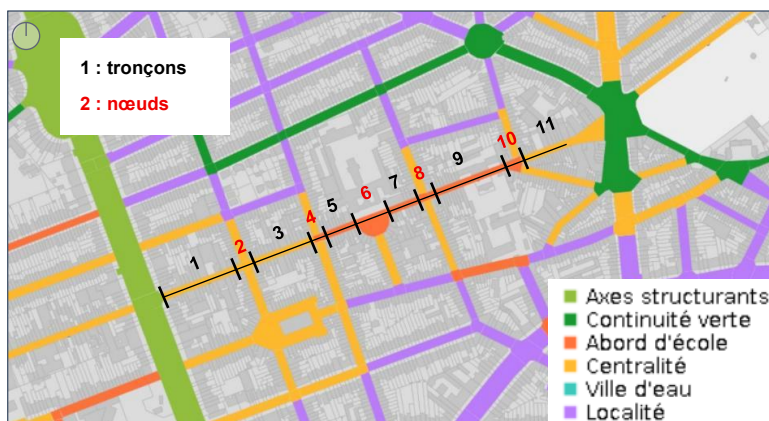 1 : tronçons
2 : nœuds
1
2
3
4
5
6
7
8
9
10
11
Axes structurants
Continuité verte
Abord d'école
Centralité
Ville d'eau
Localité